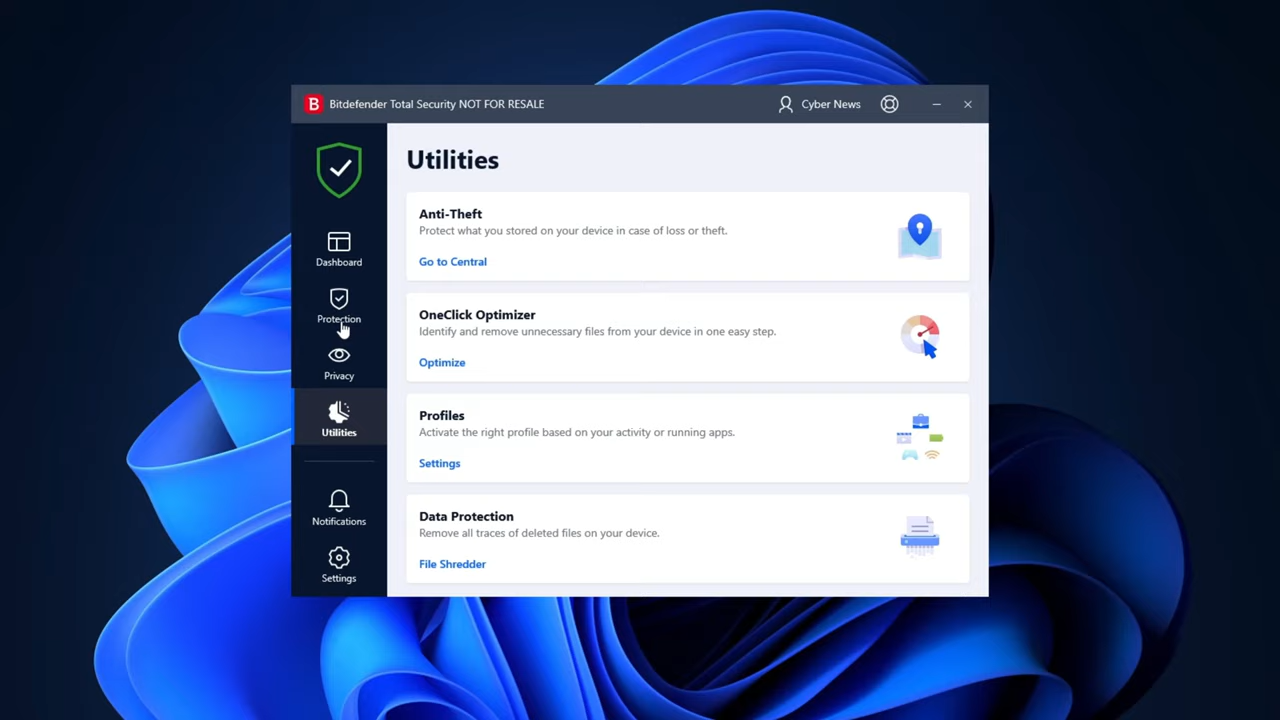 B Bitdefender Total Security NOT FOR RESALE
Cyber News
Dashboard
Protection
Privacy
Utilities
Notifications
Settings
Utilities
Anti-Theft
Protect what you stored on your device in case of loss or theft.
Go to Central
OneClick Optimizer
Identify and remove unnecessary files from your device in one easy step.
Optimize
Profiles
Activate the right profile based on your activity or running apps.
Settings
Data Protection
Remove all traces of deleted files on your device.
File Shredder